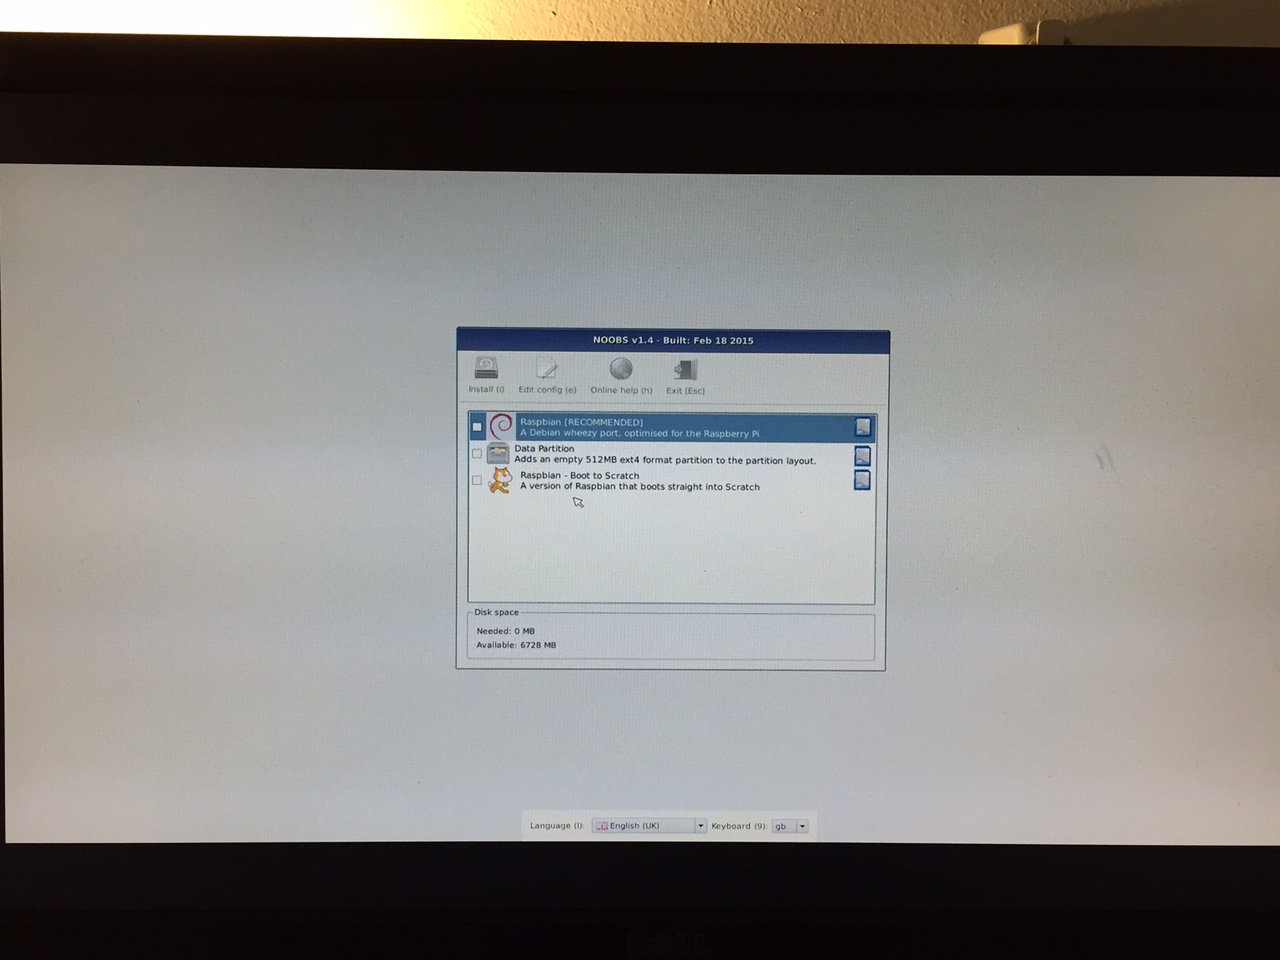 NOOBS v1.4 - Built: Feb 18 2015
Install (i) Edit config (e) Online help (h) Exit (Esc)
Raspbian [RECOMMENDED]
A Debian wheezy port, optimised for the Raspberry Pi
Data Partition
Adds an empty 512MB ext4 format partition to the partition layout.
Raspbian - Boot to Scratch
A version of Raspbian that boots straight into Scratch
Disk space
Needed: 0 MB
Available: 6728 MB
Language (l): English (UK) Keyboard (9): gb